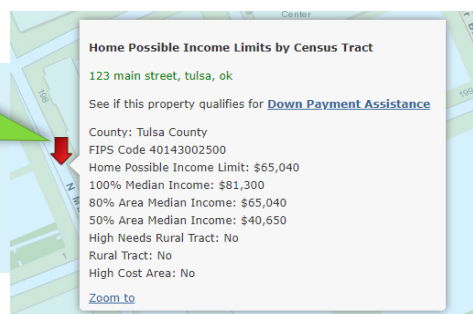 Center
Home Possible Income Limits by Census Tract
123 main street, tulsa, ok
See if this property qualifies for Down Payment Assistance
County: Tulsa County
FIPS Code 40143002500
Home Possible Income Limit: $65,040
100% Median Income: $81,300
80% Area Median Income: $65,040
50% Area Median Income: $40,650
High Needs Rural Tract: No
Rural Tract: No
High Cost Area: No
Zoom to
198
N M